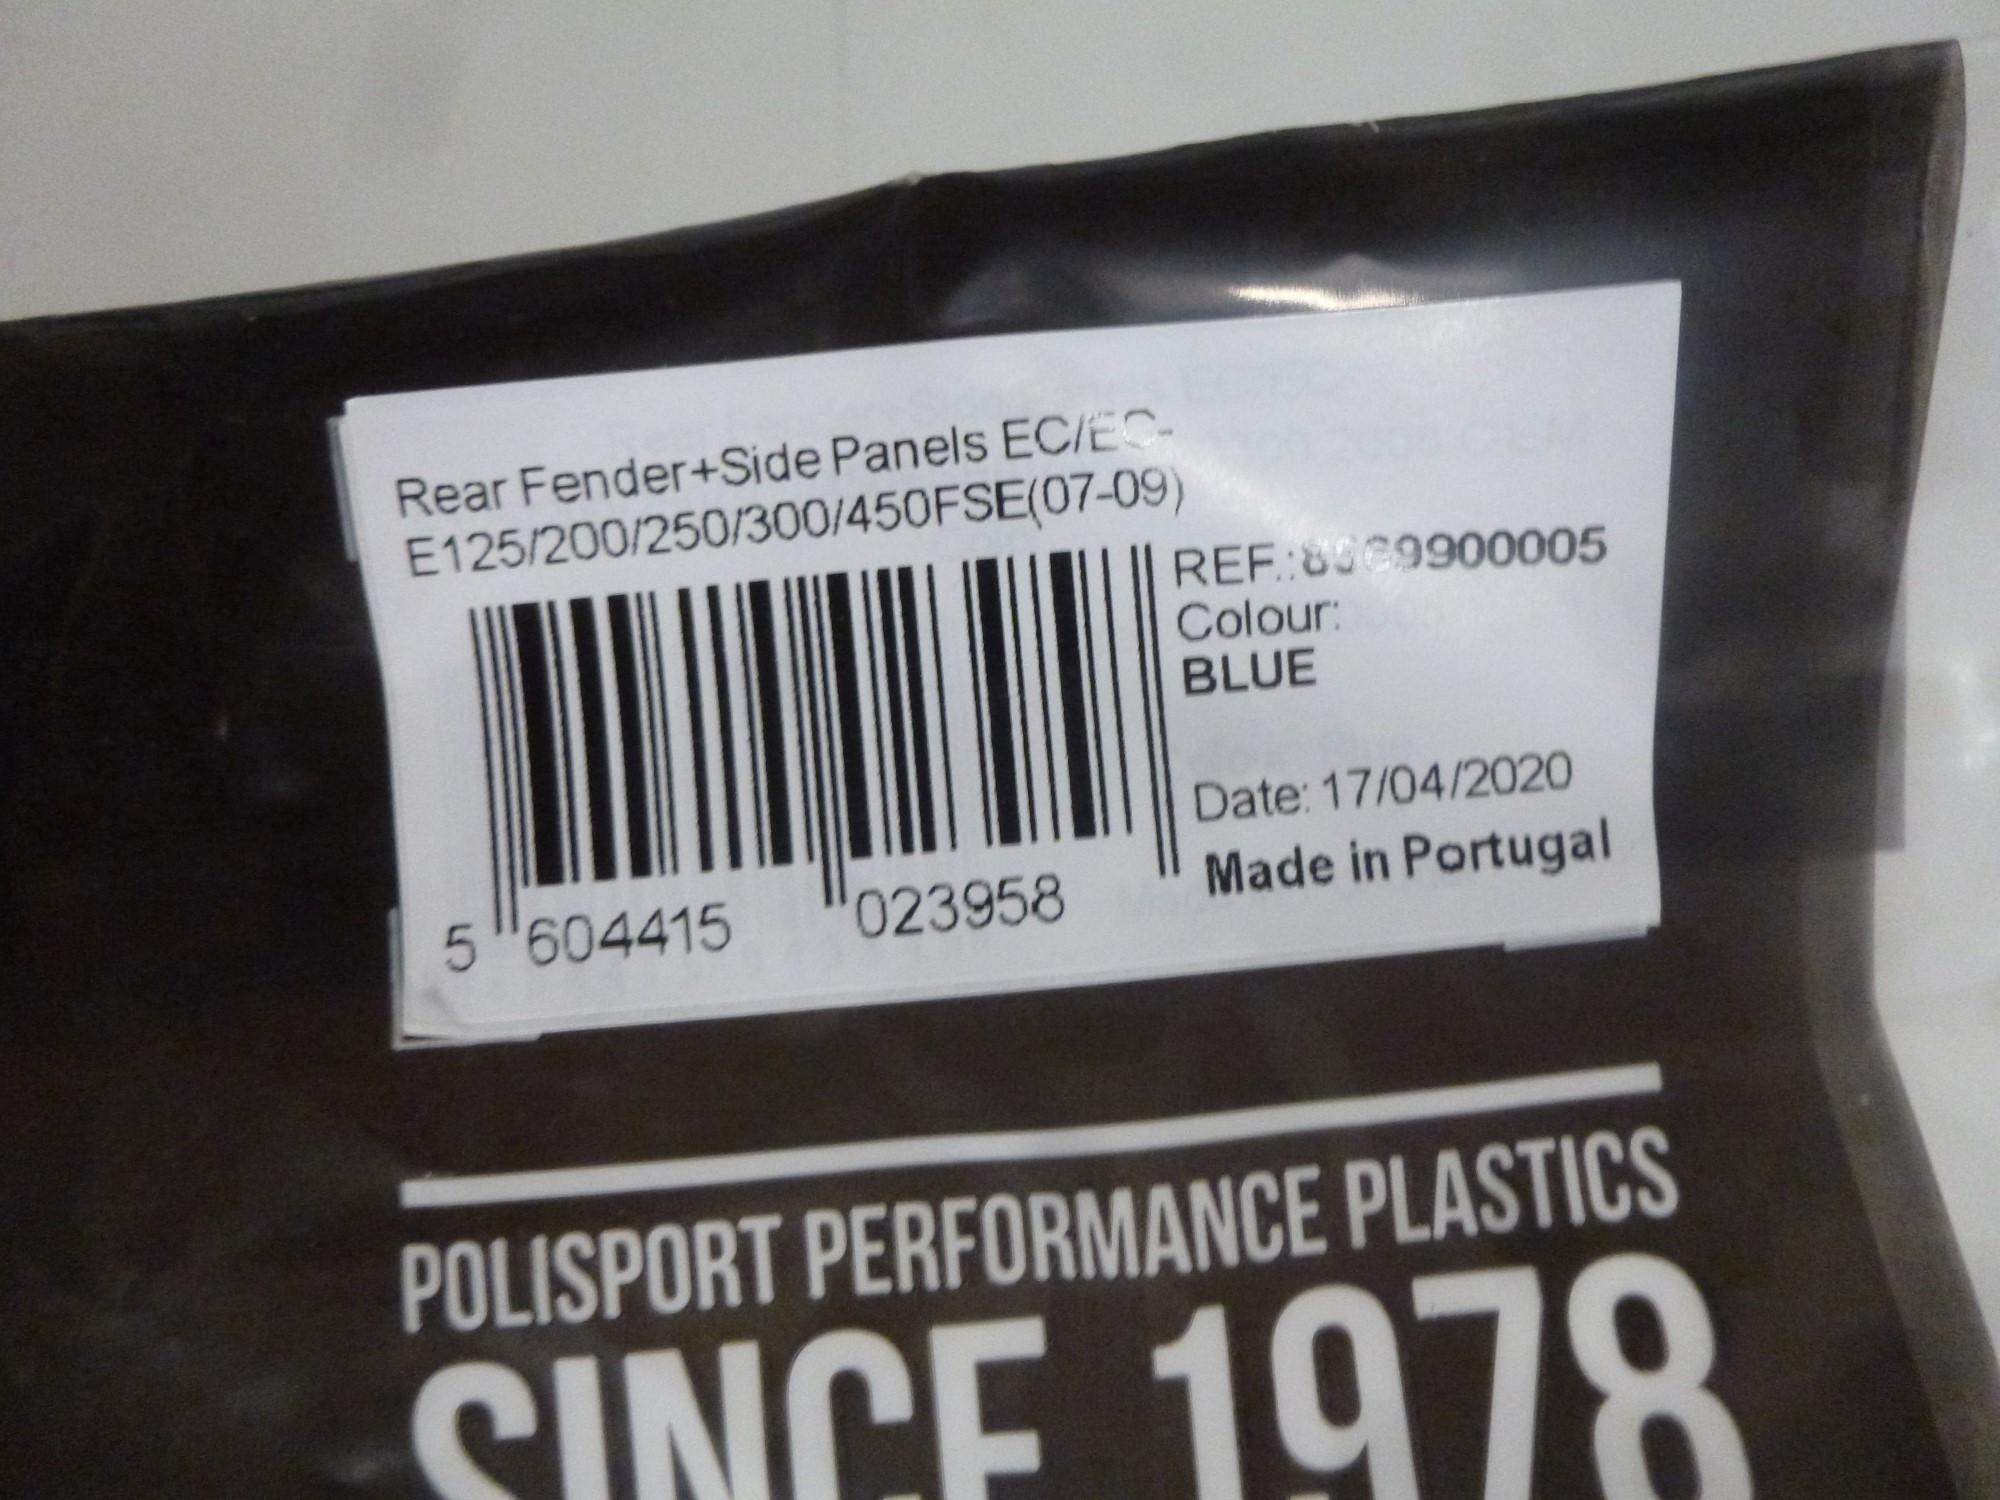 Rear Fender+Side Panels EC/EC-
E125/200/250/300/450FSE(07-09)
REF.:
Colour:
BLUE
Date: 17/04/2020
Made in Portugal
5 604415 023958
POLISPORT PERFORMANCE PLASTICS
SINCE 1978